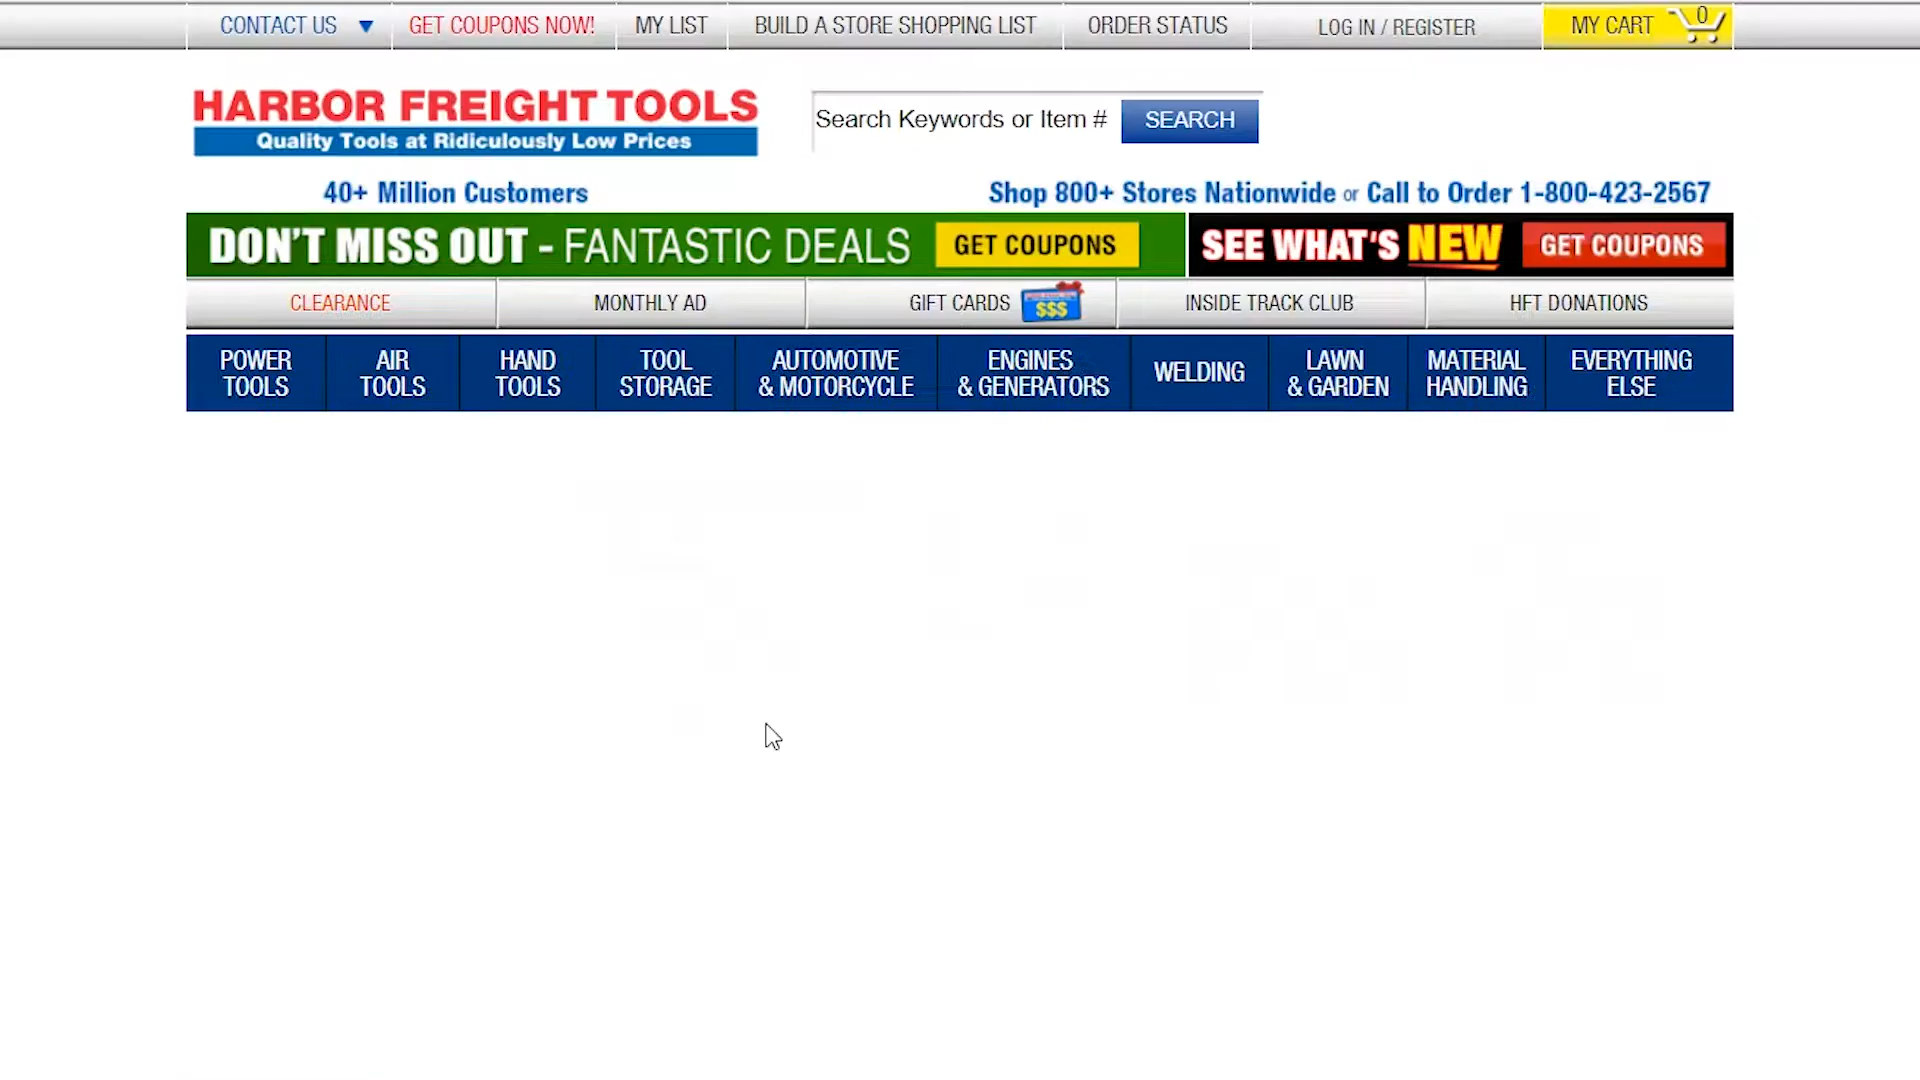 CONTACT US ▼ GET COUPONS NOW! MY LIST BUILD A STORE SHOPPING LIST ORDER STATUS LOG IN / REGISTER MY CART 0
HARBOR FREIGHT TOOLS
Quality Tools at Ridiculously Low Prices
Search Keywords or Item # SEARCH
40+ Million Customers
Shop 800+ Stores Nationwide or Call to Order 1-800-423-2567
DON'T MISS OUT - FANTASTIC DEALS GET COUPONS
SEE WHAT'S NEW GET COUPONS
CLEARANCE MONTHLY AD GIFT CARDS $$$ INSIDE TRACK CLUB HFT DONATIONS
POWER TOOLS
AIR TOOLS
HAND TOOLS
TOOL STORAGE
AUTOMOTIVE & MOTORCYCLE
ENGINES & GENERATORS
WELDING
LAWN & GARDEN
MATERIAL HANDLING
EVERYTHING ELSE